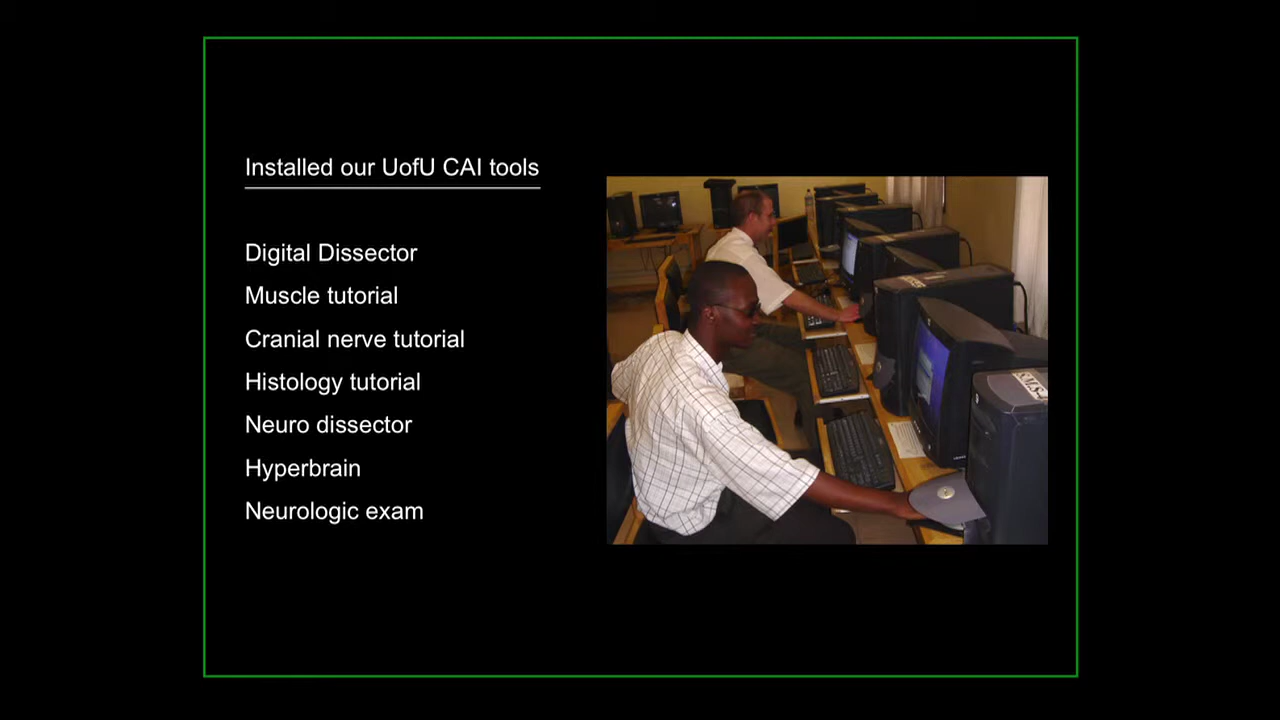 Installed our UofU CAI tools
Digital Dissector
Muscle tutorial
Cranial nerve tutorial
Histology tutorial
Neuro dissector
Hyperbrain
Neurologic exam